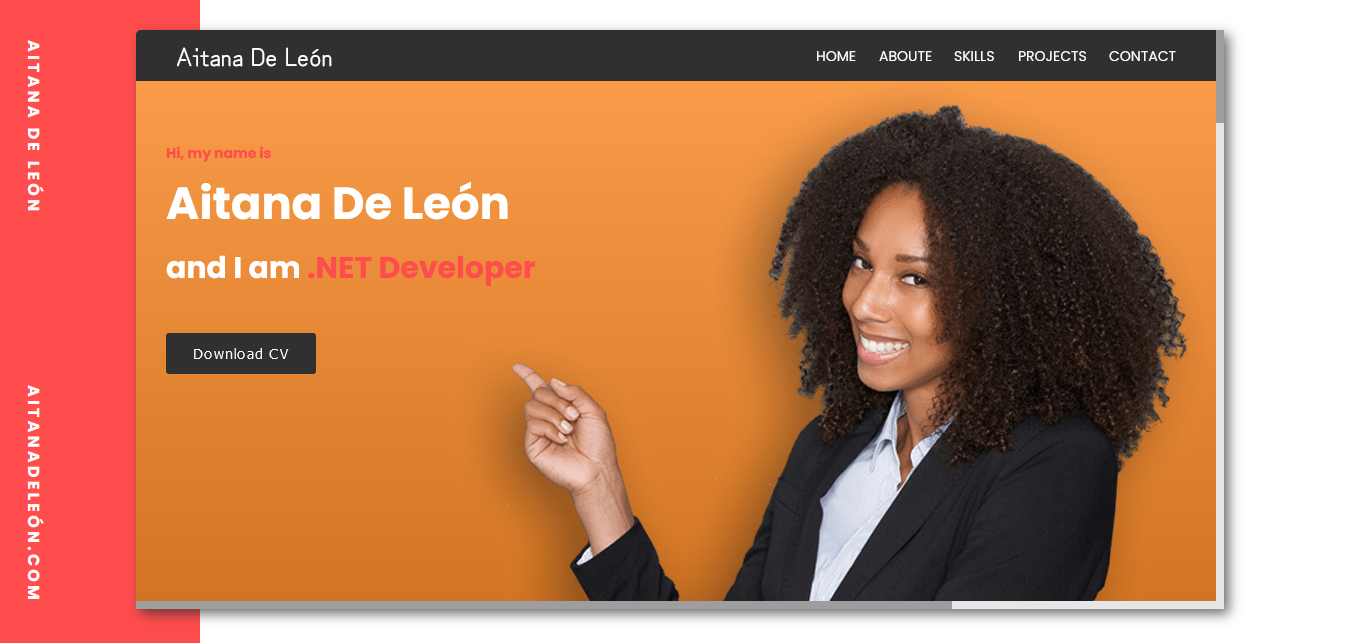 AITANA DE LEÓN
AITANADELEÓN.COM
Aitana De León
HOME ABOUTE SKILLS PROJECTS CONTACT
Hi, my name is
Aitana De León
and I am .NET Developer
Download CV